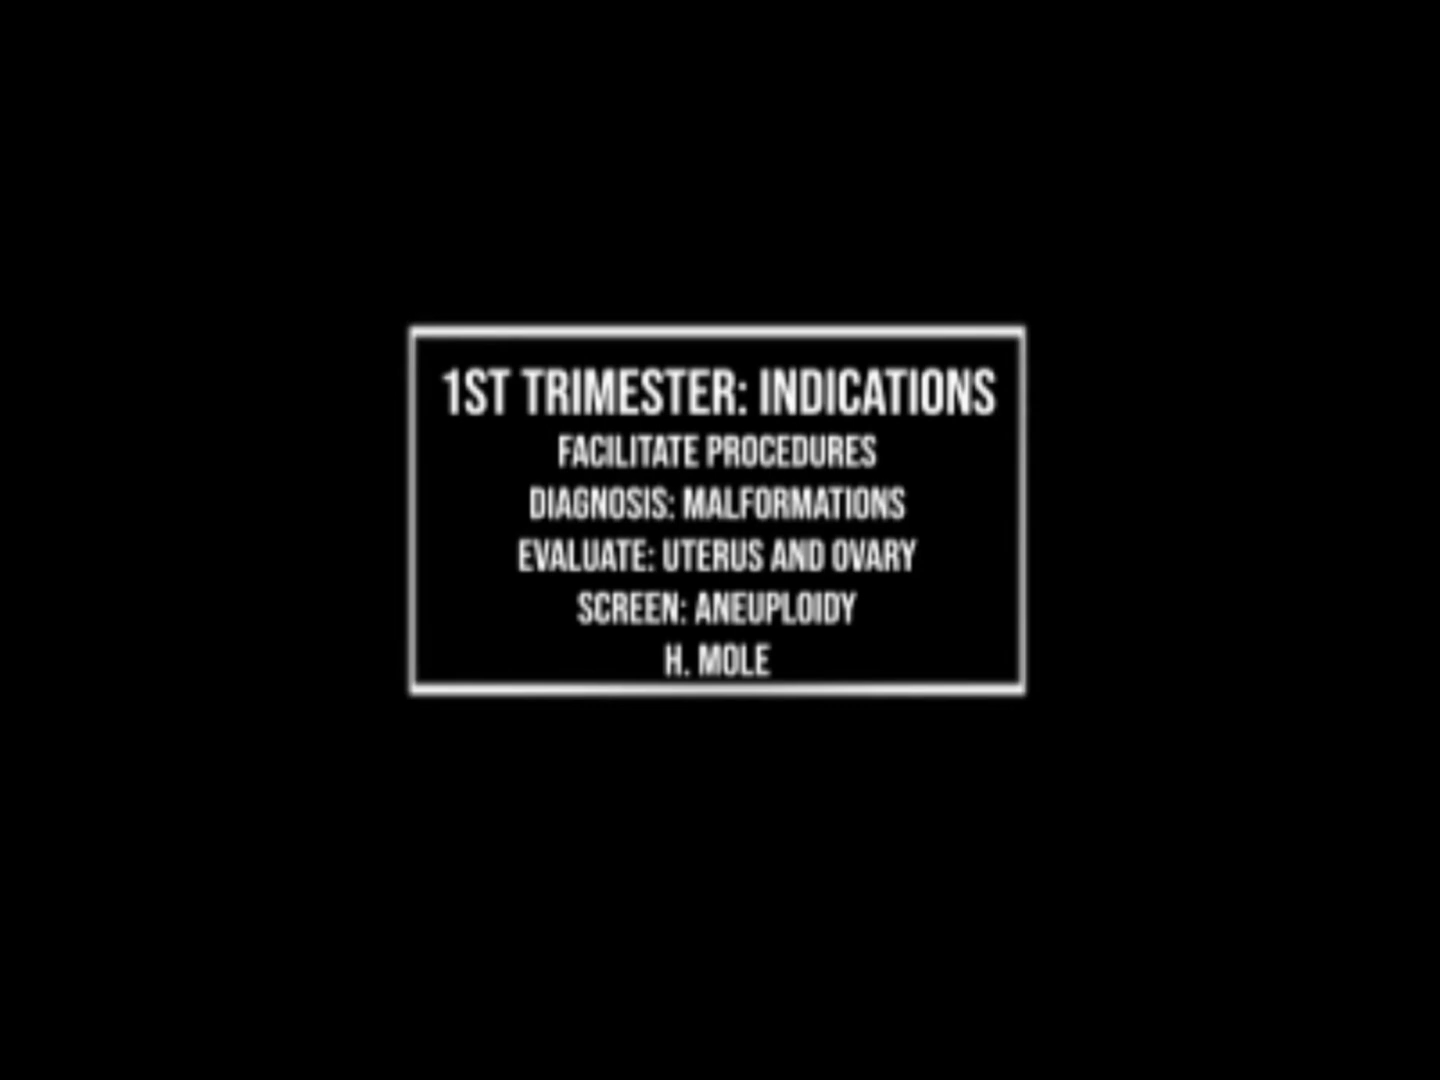 1ST TRIMESTER: INDICATIONS
FACILITATE PROCEDURES
DIAGNOSIS: MALFORMATIONS
EVALUATE: UTERUS AND OVARY
SCREEN: ANEUPLOIDY
H. MOLE